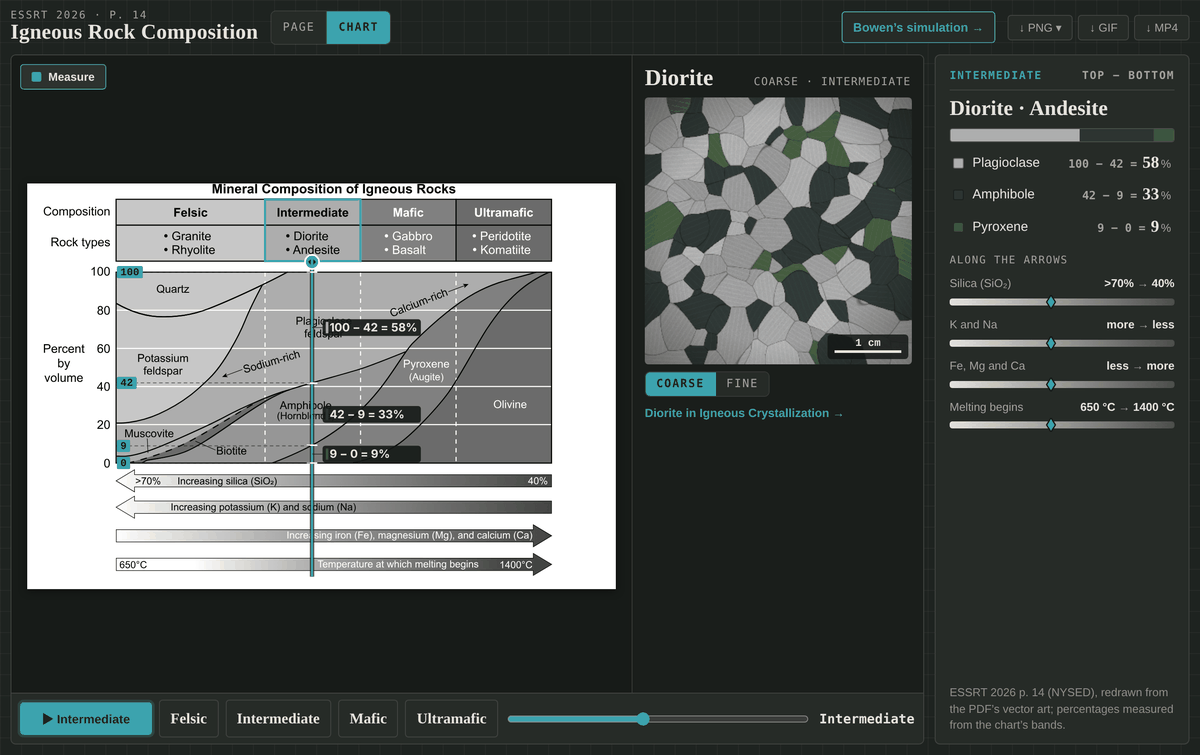 ESSRT 2026 · P. 14
Igneous Rock Composition
PAGE
CHART
Bowen's simulation →
↓ PNG ▾
↓ GIF
↓ MP4
Measure
Mineral Composition of Igneous Rocks
Composition
Felsic
Intermediate
Mafic
Ultramafic
Rock types
• Granite
• Rhyolite
• Diorite
• Andesite
• Gabbro
• Basalt
• Peridotite
• Komatiite
100
100
80
60
40
20
0
42
9
0
Percent
by
volume
Quartz
Potassium
feldspar
Sodium-rich
Calcium-rich
100 – 42 = 58%
Pyroxene
(Augite)
Olivine
42 – 9 = 33%
Muscovite
Biotite
9 – 0 = 9%
>70%
Increasing silica (SiO₂)
40%
Increasing potassium (K) and sodium (Na)
Increasing iron (Fe), magnesium (Mg), and calcium (Ca)
650°C
Temperature at which melting begins
1400°C
Diorite
COARSE · INTERMEDIATE
1 cm
COARSE
FINE
Diorite in Igneous Crystallization →
INTERMEDIATE
TOP – BOTTOM
Diorite · Andesite
Plagioclase
100 – 42 = 58%
Amphibole
42 – 9 = 33%
Pyroxene
9 – 0 = 9%
ALONG THE ARROWS
Silica (SiO₂)
>70% → 40%
K and Na
more → less
Fe, Mg and Ca
less → more
Melting begins
650 °C → 1400 °C
ESSRT 2026 p. 14 (NYSED), redrawn from
the PDF's vector art; percentages measured
from the chart's bands.
▶ Intermediate
Felsic
Intermediate
Mafic
Ultramafic
Intermediate